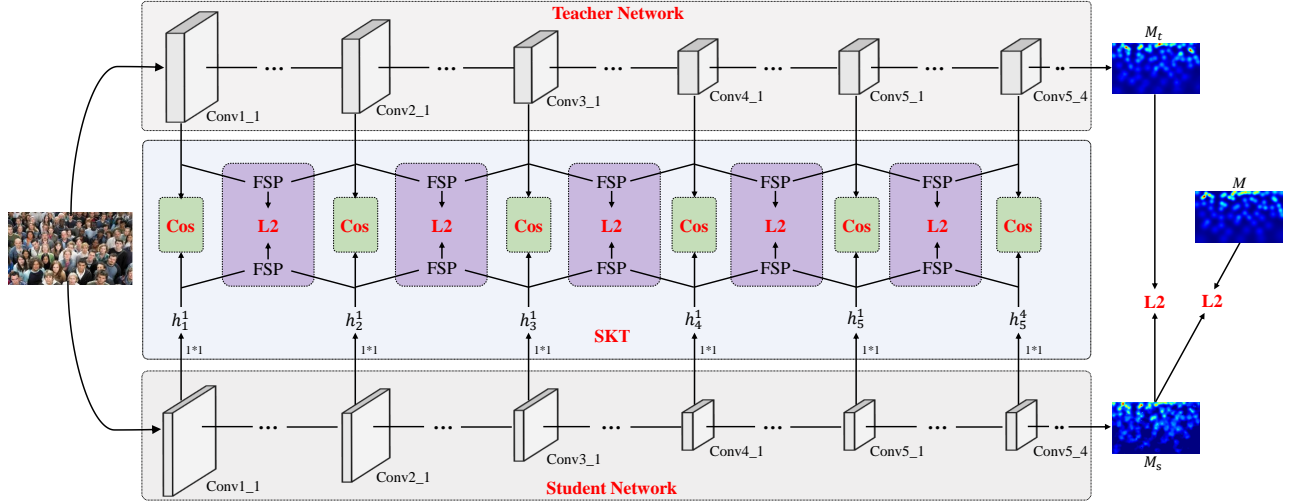 Teacher Network
... ... ... ... ... ..
Conv1_1 Conv2_1 Conv3_1 Conv4_1 Conv5_1 Conv5_4
M_t
FSP FSP FSP FSP FSP
Cos L2 Cos L2 Cos L2 Cos L2 Cos L2 Cos
M
FSP FSP FSP FSP FSP
L2 L2
h_1^1 h_2^1 h_3^1 h_4^1 h_5^1 h_5^4
SKT
1*1 1*1 1*1 1*1 1*1 1*1
... ... ... ... ... ..
Conv1_1 Conv2_1 Conv3_1 Conv4_1 Conv5_1 Conv5_4
M_s
Student Network